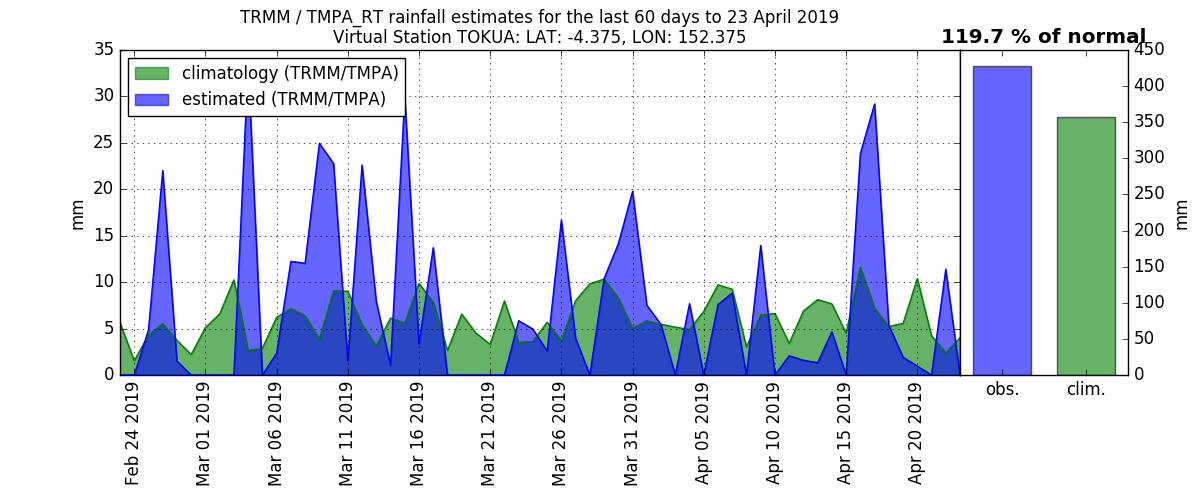 TRMM / TMPA_RT rainfall estimates for the last 60 days to 23 April 2019
Virtual Station TOKUA: LAT: -4.375, LON: 152.375
119.7 % of normal
climatology (TRMM/TMPA)
estimated (TRMM/TMPA)
35
30
25
20
15
10
5
0
mm
Feb 24 2019
Mar 01 2019
Mar 06 2019
Mar 11 2019
Mar 16 2019
Mar 21 2019
Mar 26 2019
Mar 31 2019
Apr 05 2019
Apr 10 2019
Apr 15 2019
Apr 20 2019
obs.
clim.
450
400
350
300
250
200
150
100
50
0
mm